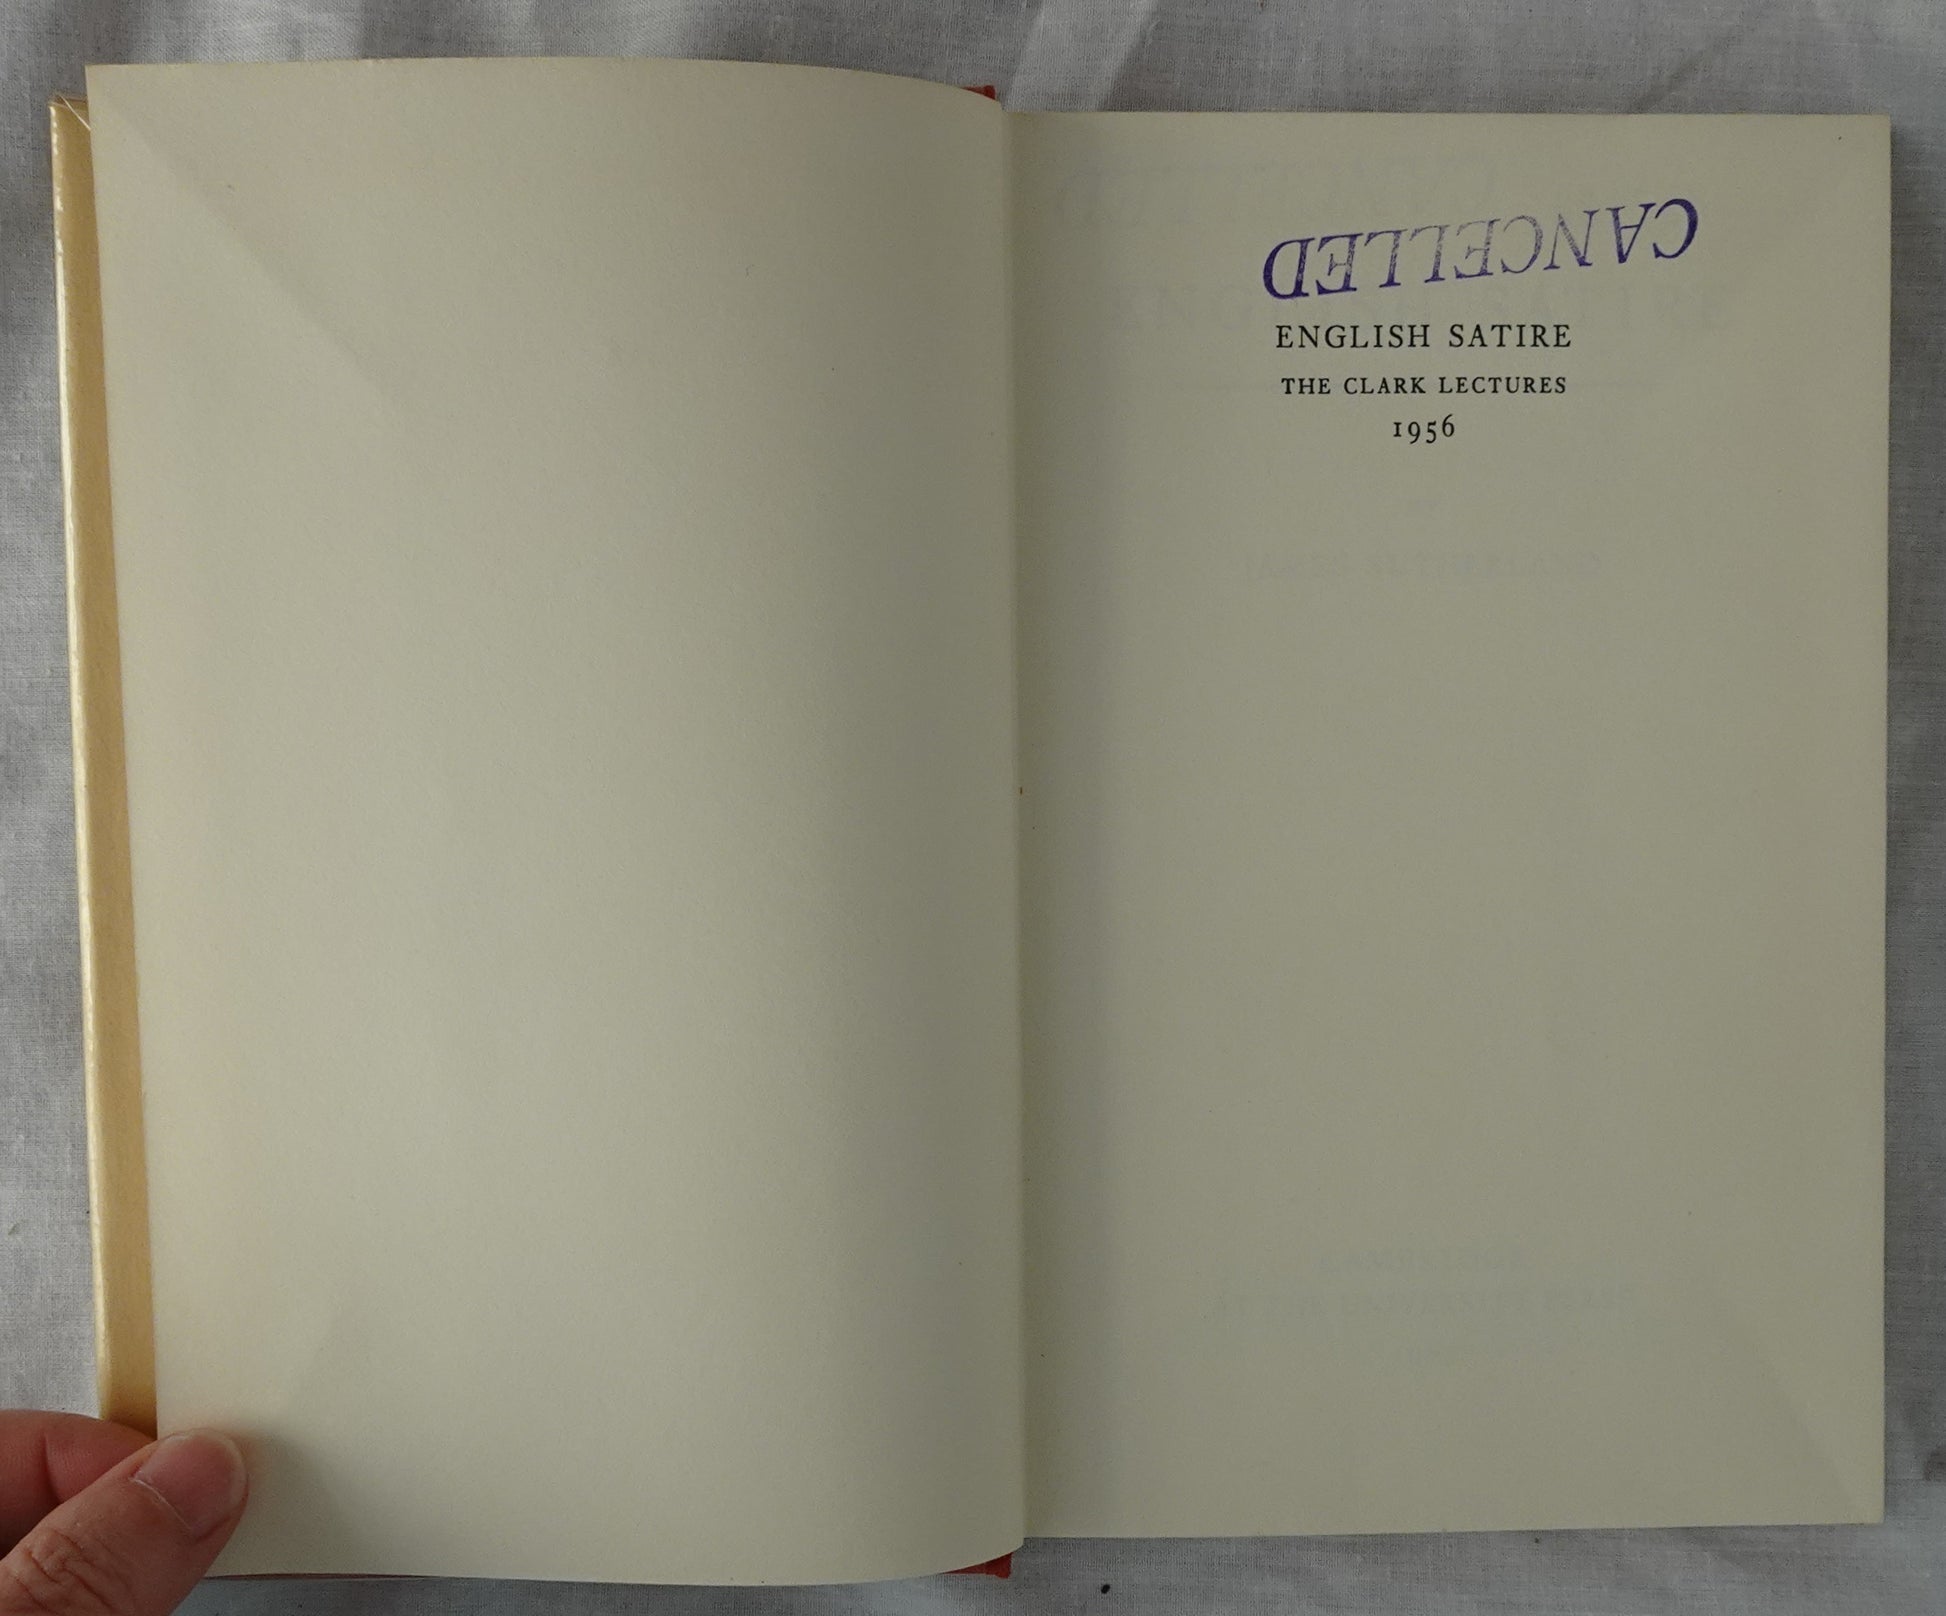 CANCELLED
ENGLISH SATIRE
THE CLARK LECTURES
1956